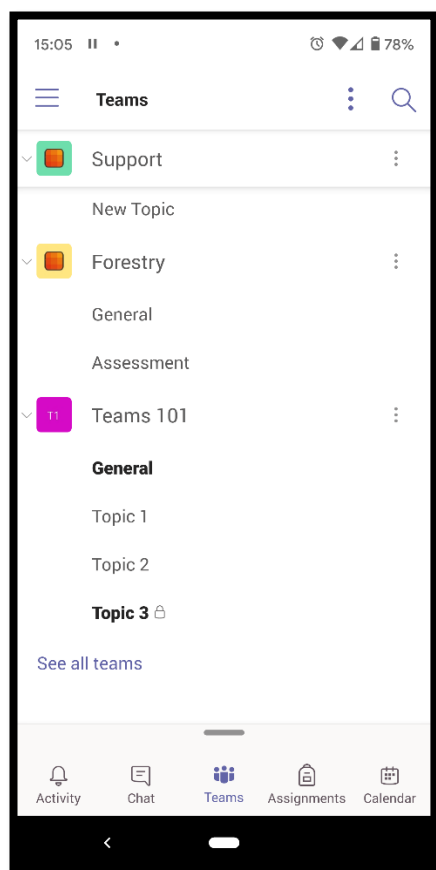 15:05 78%
Teams
Support
New Topic
Forestry
General
Assessment
T1 Teams 101
General
Topic 1
Topic 2
Topic 3
See all teams
Activity Chat Teams Assignments Calendar